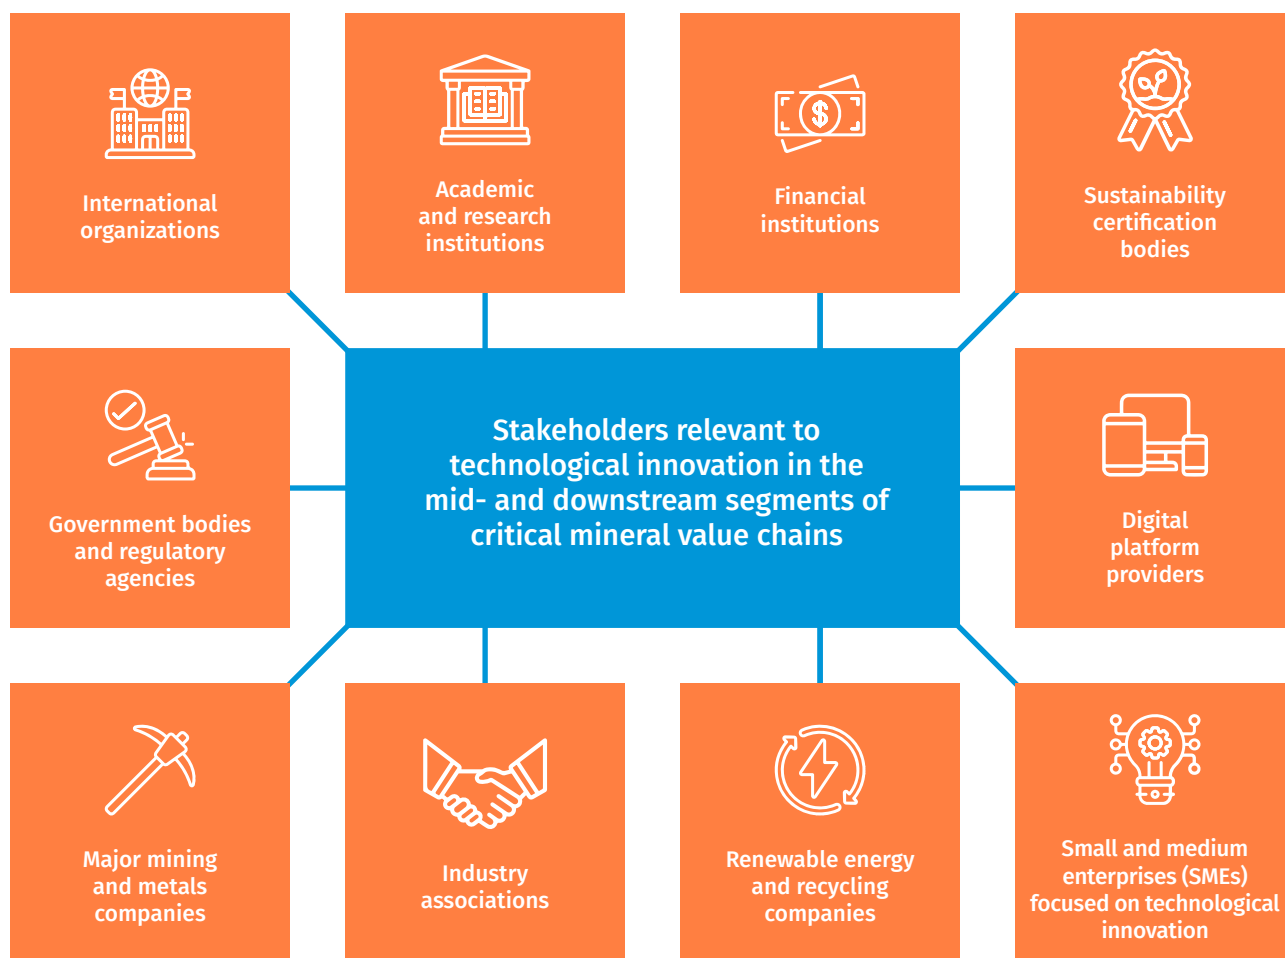 International
organizations
Academic
and research
institutions
Financial
institutions
Sustainability
certification
bodies
Government bodies
and regulatory
agencies
Stakeholders relevant to
technological innovation in the
mid- and downstream segments of
critical mineral value chains
Digital
platform
providers
Major mining
and metals
companies
Industry
associations
Renewable energy
and recycling
companies
Small and medium
enterprises (SMEs)
focused on technological
innovation